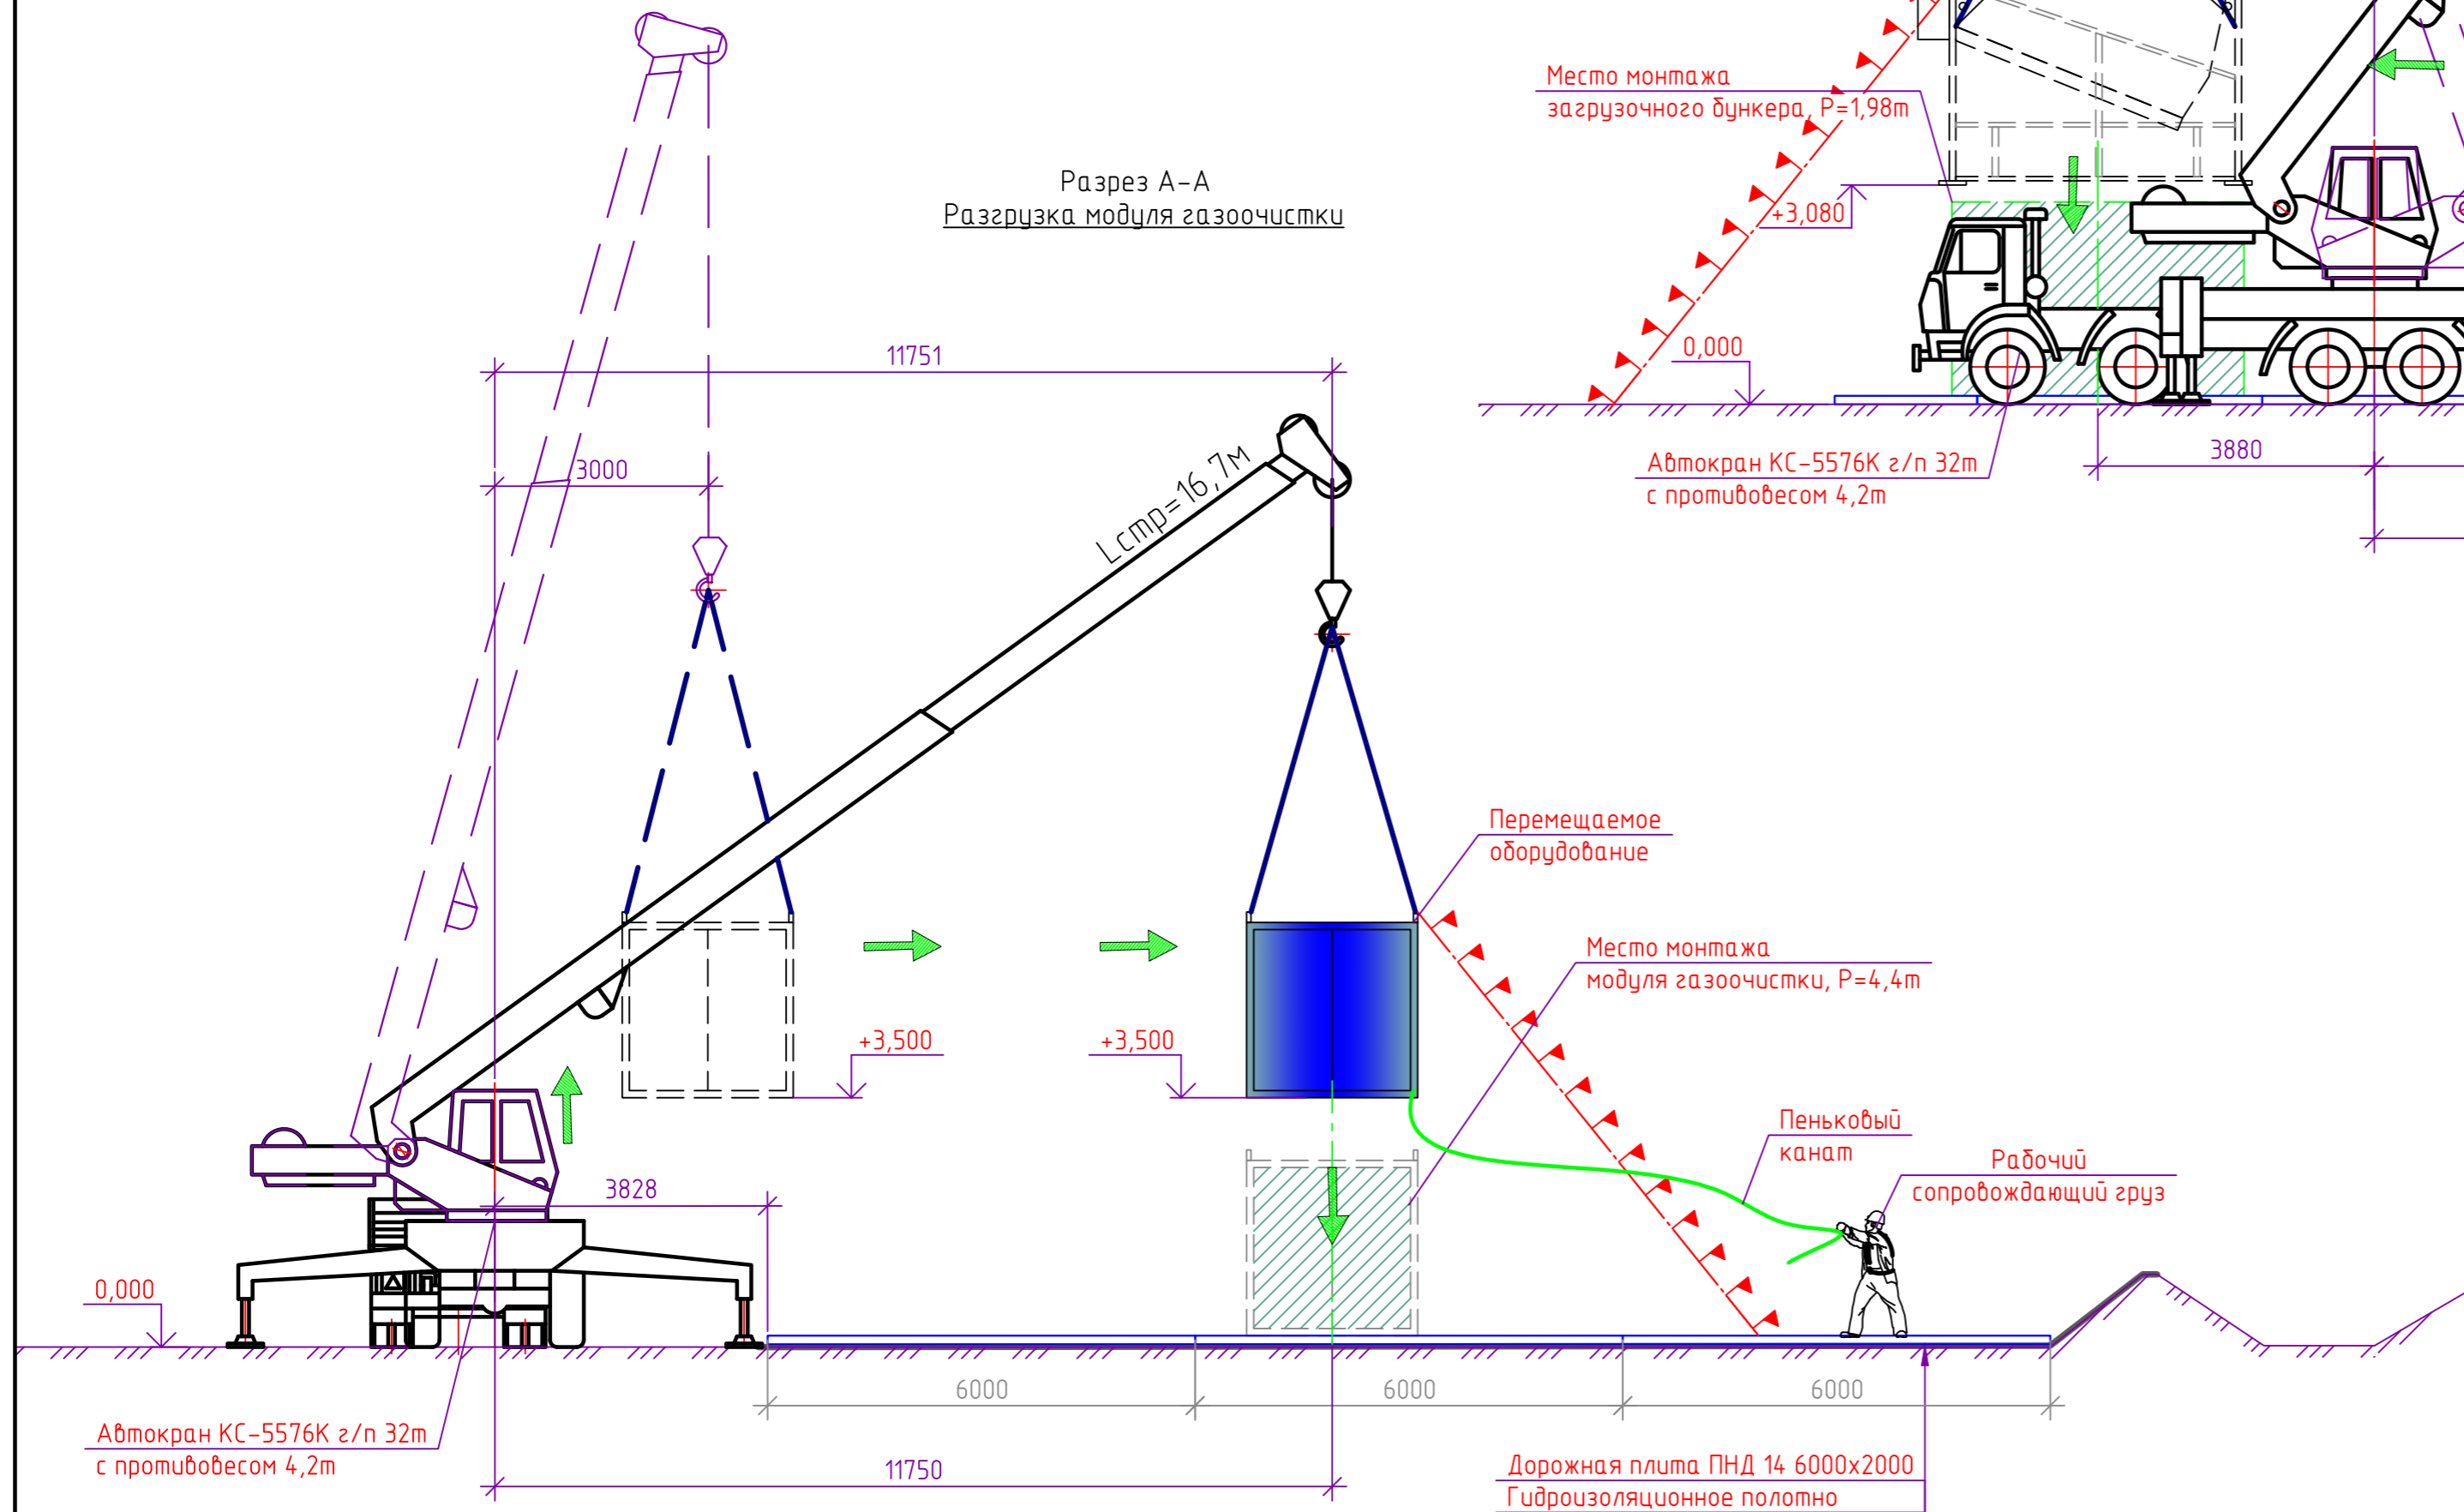 Место монтажа
загрузочного бункера, Р=1,98т
Разрез А-А
Разгрузка модуля газоочистки
+3,080
0,000
11751
3880
3000
Автокран КС-5576К г/п 32т
с противовесом 4,2т
Lстр=16,7м
Перемещаемое
оборудование
Место монтажа
модуля газоочистки, Р=4,4т
+3,500
+3,500
Пеньковый
канат
Рабочий
сопровождающий груз
3828
0,000
6000
6000
6000
Автокран КС-5576К г/п 32т
с противовесом 4,2т
11750
Дорожная плита ПНД 14 6000х2000
Гидроизоляционное полотно